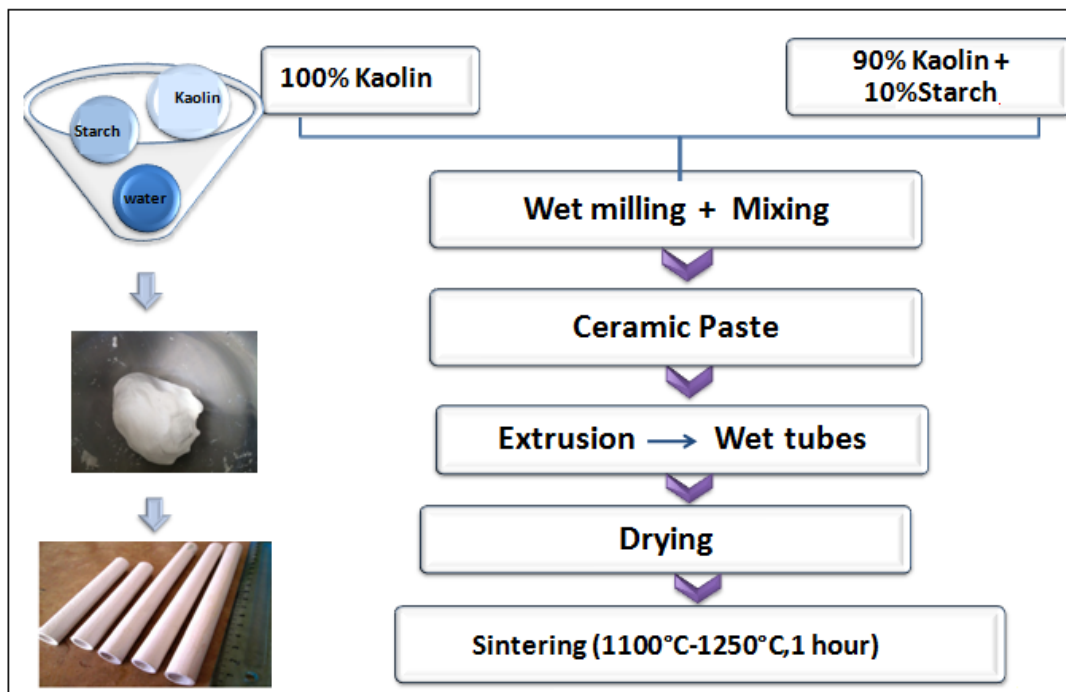 Kaolin
Starch
water
100% Kaolin
90% Kaolin +
10%Starch
Wet milling + Mixing
Ceramic Paste
Extrusion → Wet tubes
Drying
Sintering (1100°C-1250°C,1 hour)